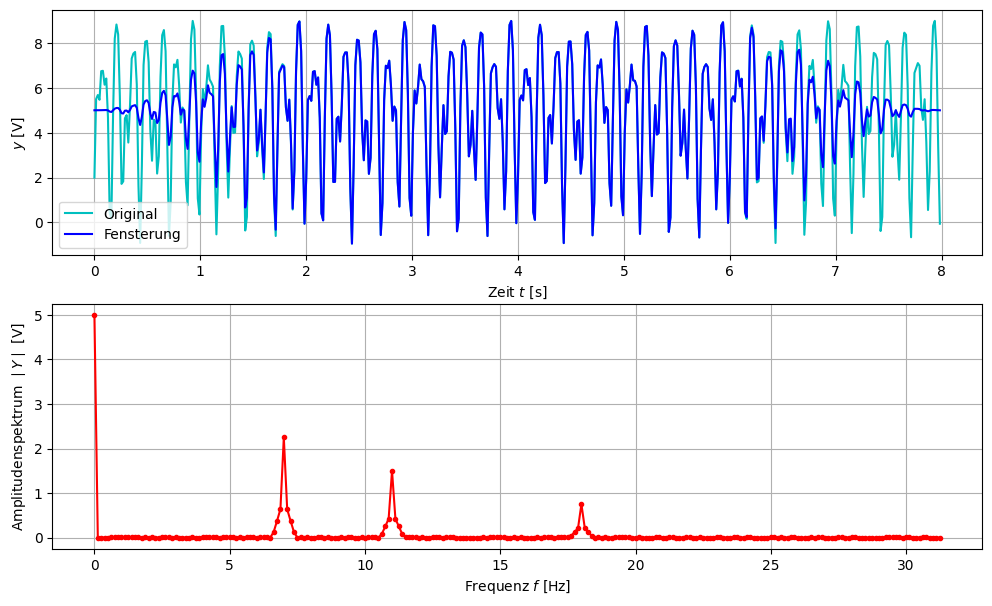 8
6
4
2
0
y [V]
Original
Fensterung
0 1 2 3 4 5 6 7 8
Zeit t [s]
5
4
3
2
1
0
Amplitudenspektrum | Y | [V]
0 5 10 15 20 25 30
Frequenz f [Hz]